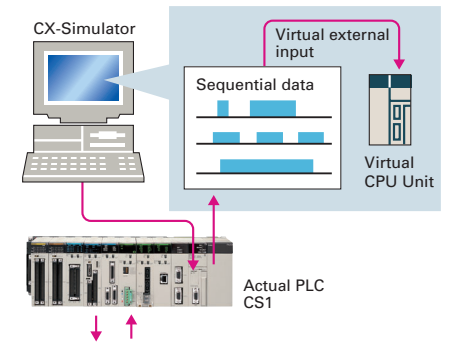 CX-Simulator
Virtual external
input
Sequential data
Virtual
CPU Unit
Actual PLC
CS1